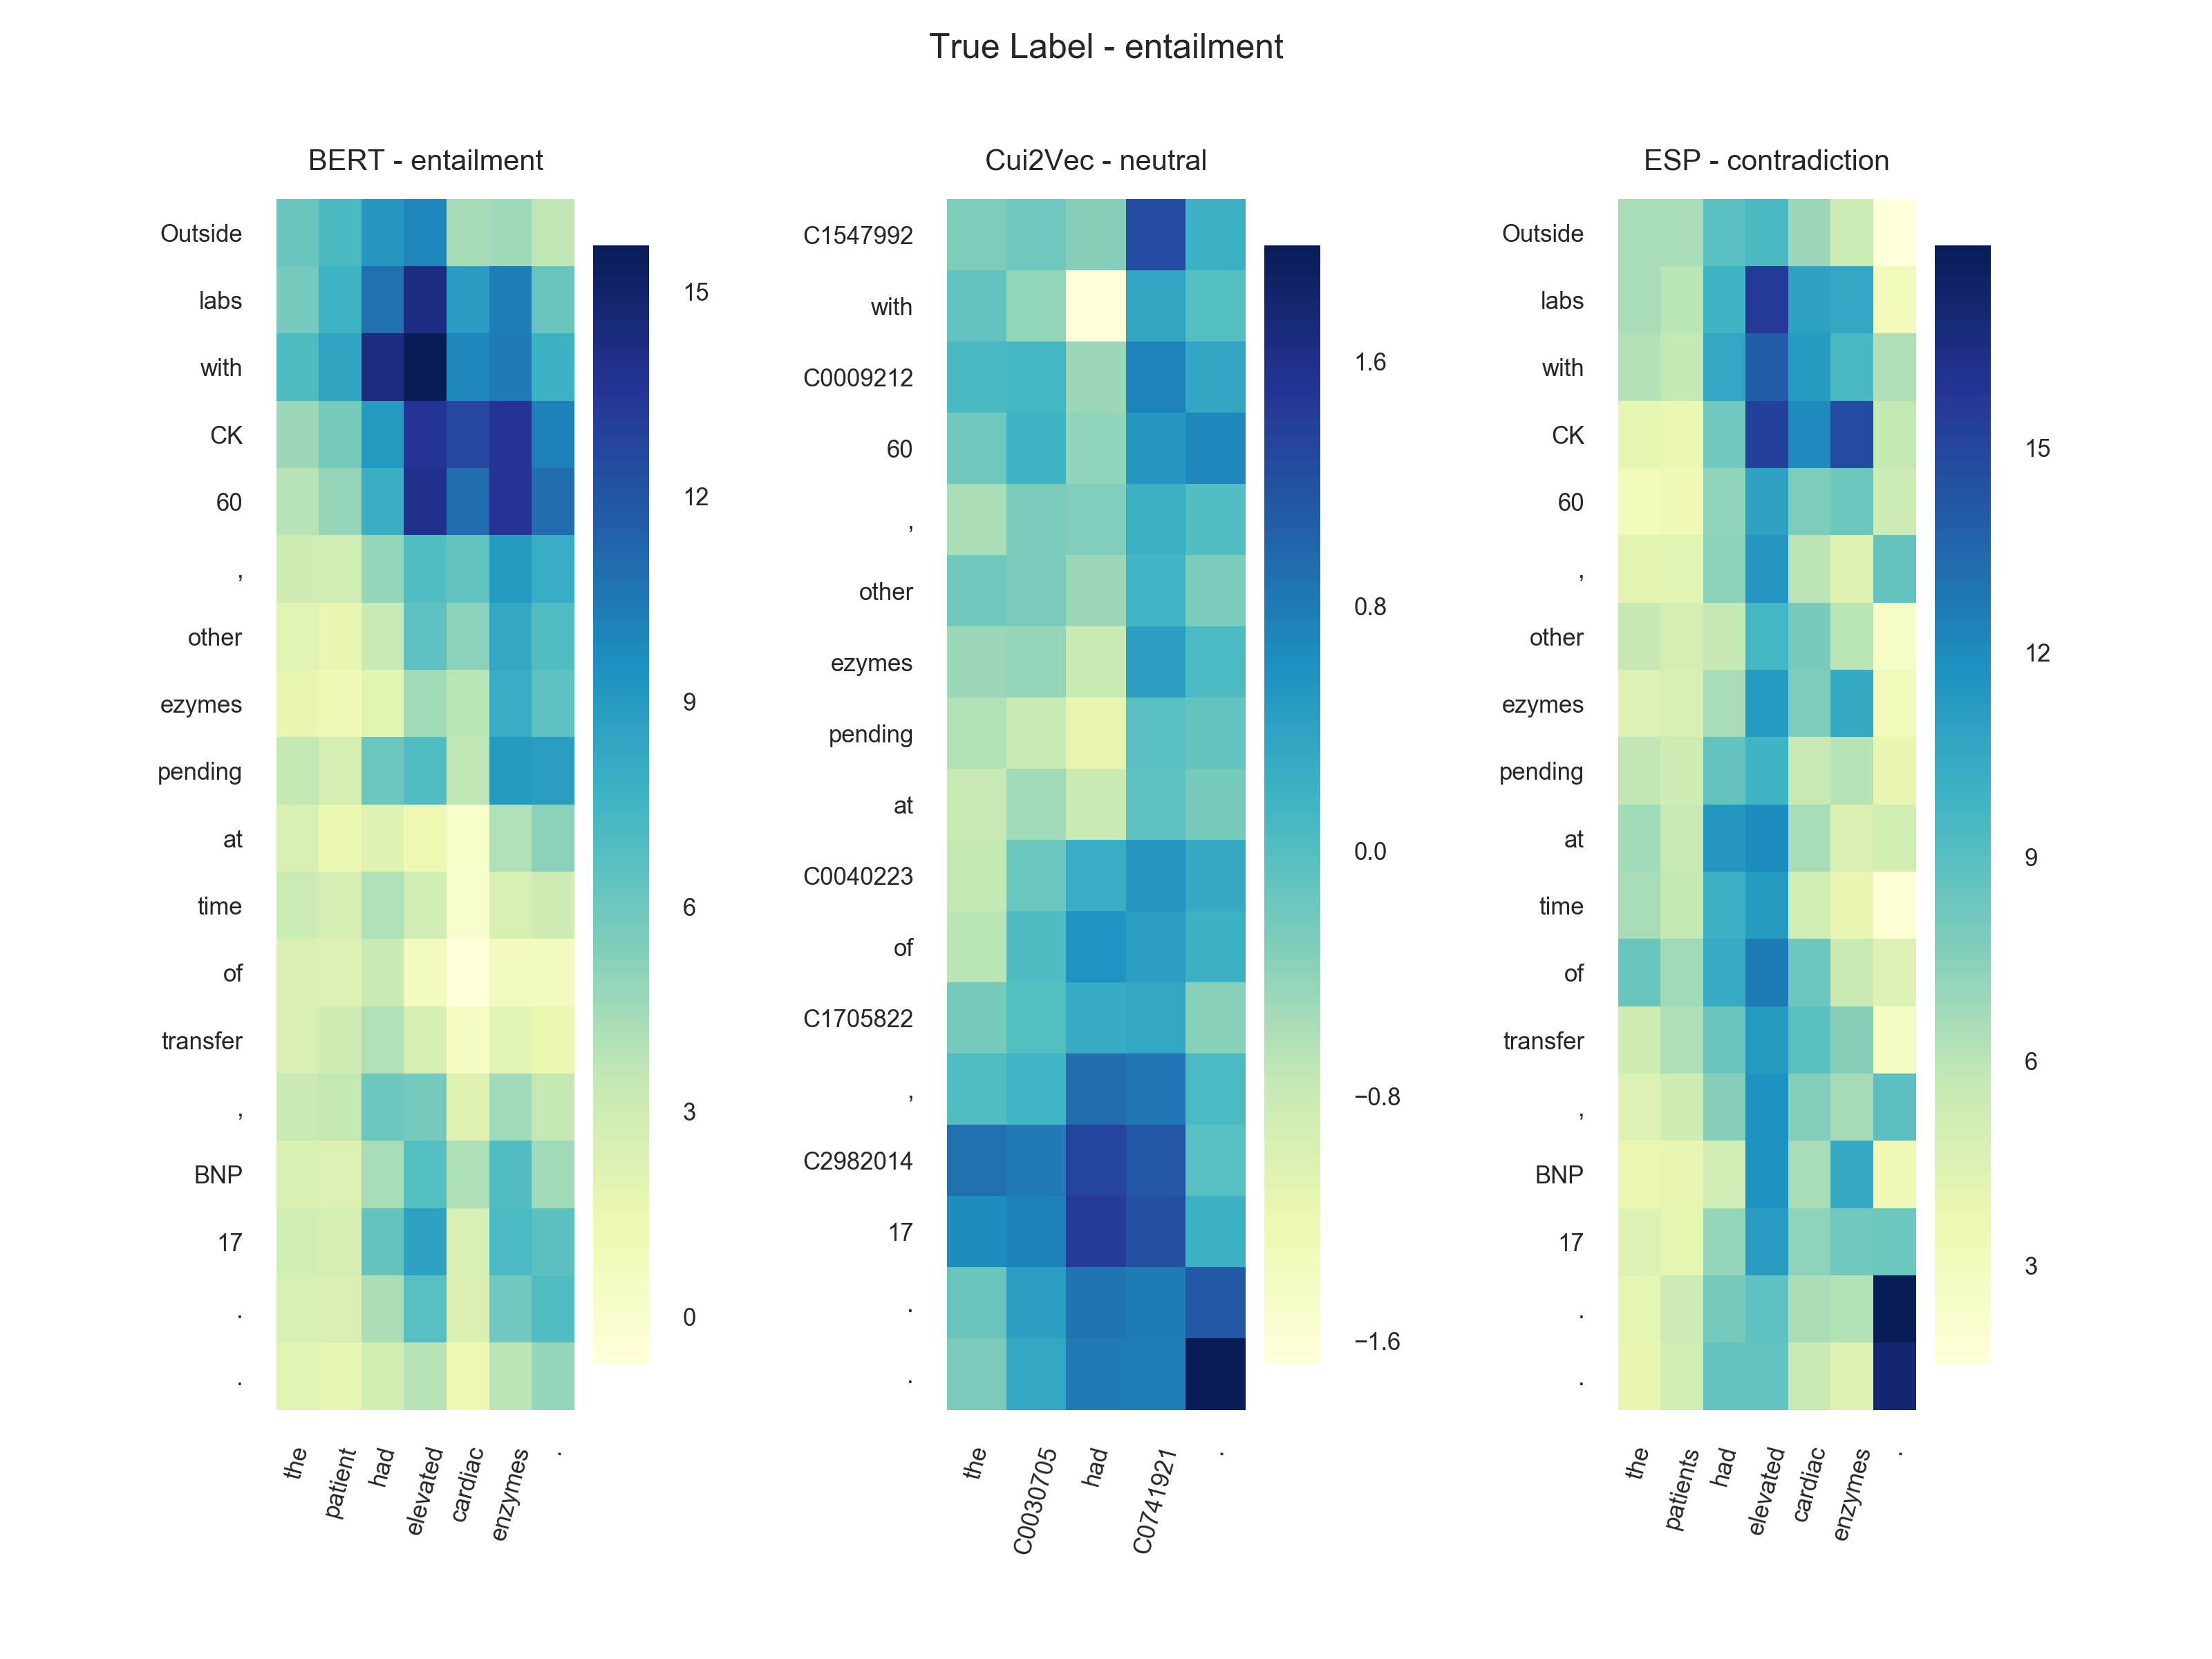 True Label - entailment
BERT - entailment
Outside
labs
with
CK
60
,
other
ezymes
pending
at
time
of
transfer
,
BNP
17
.
.
the
patient
had
elevated
cardiac
enzymes
.
15
12
9
6
3
0
Cui2Vec - neutral
C1547992
with
C0009212
60
,
other
ezymes
pending
at
C0040223
of
C1705822
,
C2982014
17
.
.
the
C0030705
had
C0741921
.
1.6
0.8
0.0
−0.8
−1.6
ESP - contradiction
Outside
labs
with
CK
60
,
other
ezymes
pending
at
time
of
transfer
,
BNP
17
.
.
the
patients
had
elevated
cardiac
enzymes
.
15
12
9
6
3